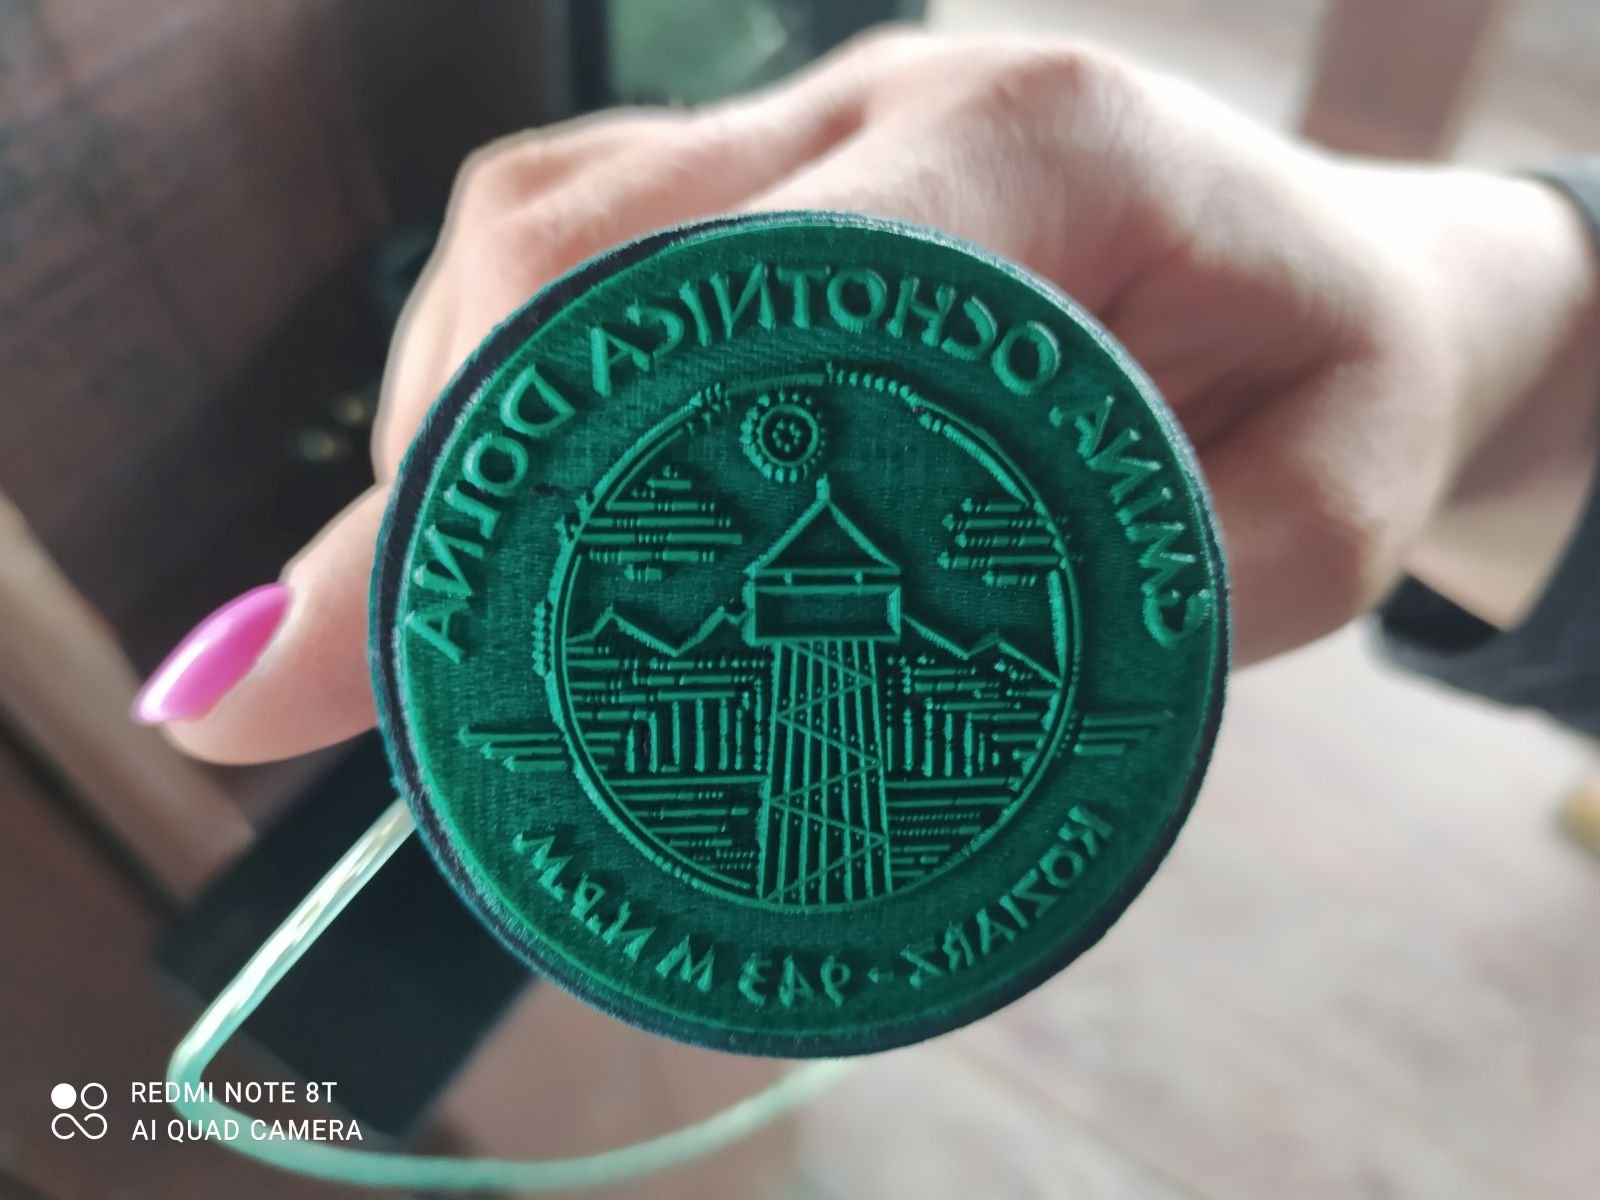 GMINA OCHOTNICA DOLNA
KOZIARZ - 943 M N.P.M.
REDMI NOTE 8T
AI QUAD CAMERA